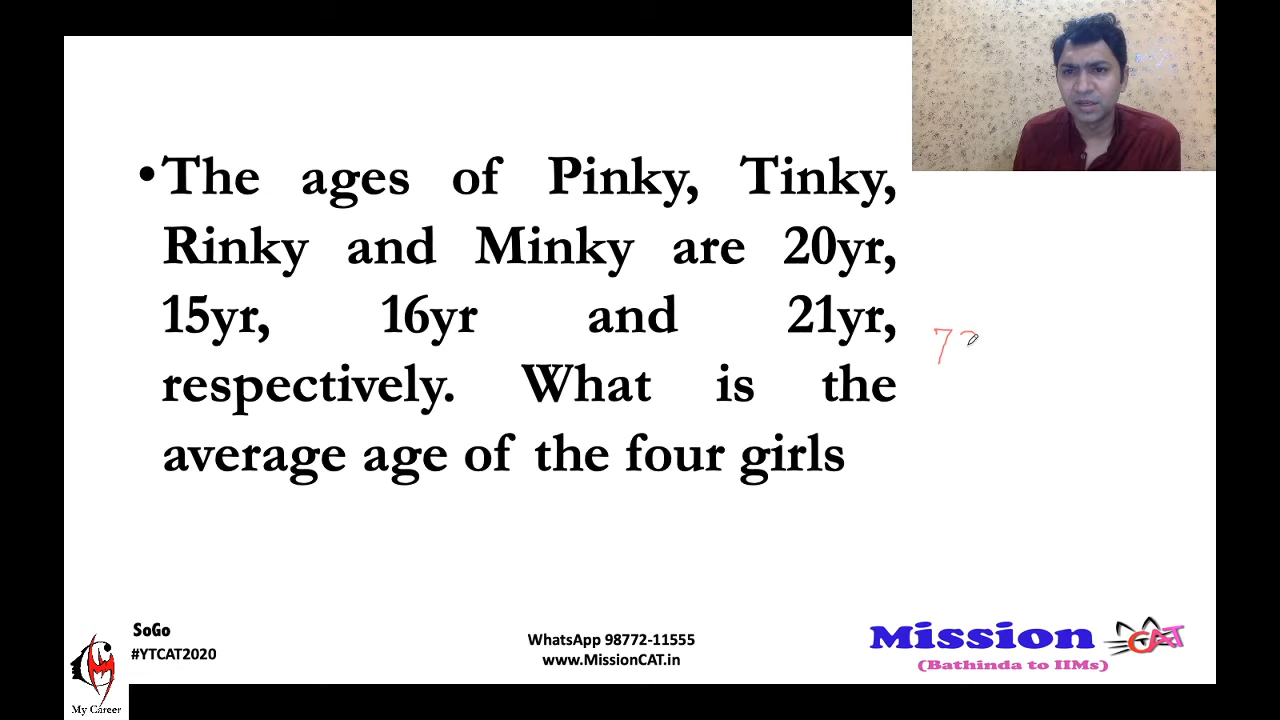 •The ages of Pinky, Tinky,
Rinky and Minky are 20yr,
15yr, 16yr and 21yr,
respectively. What is the
average age of the four girls
7
SoGo
#YTCAT2020
WhatsApp 98772-11555
www.MissionCAT.in
Mission CAT
(Bathinda to IIMs)
My Career